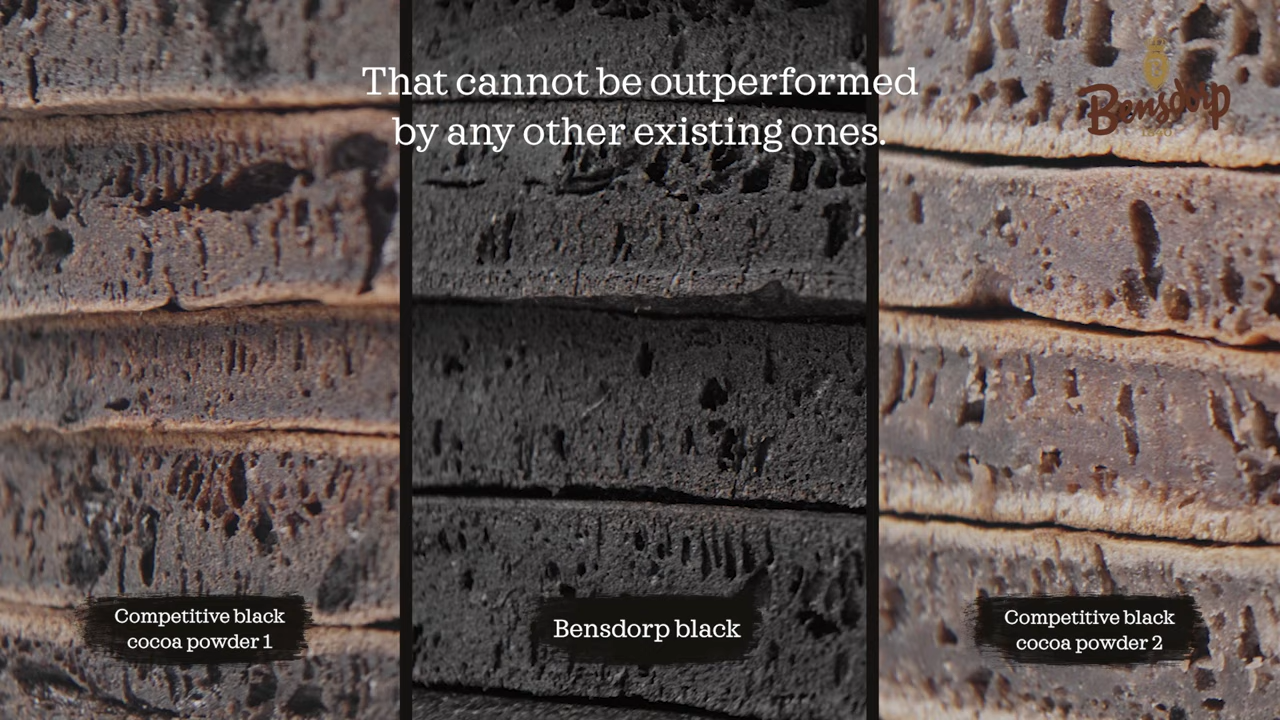 That cannot be outperformed
by any other existing ones.
Bensdorp
1840
Competitive black
cocoa powder 1
Bensdorp black
Competitive black
cocoa powder 2